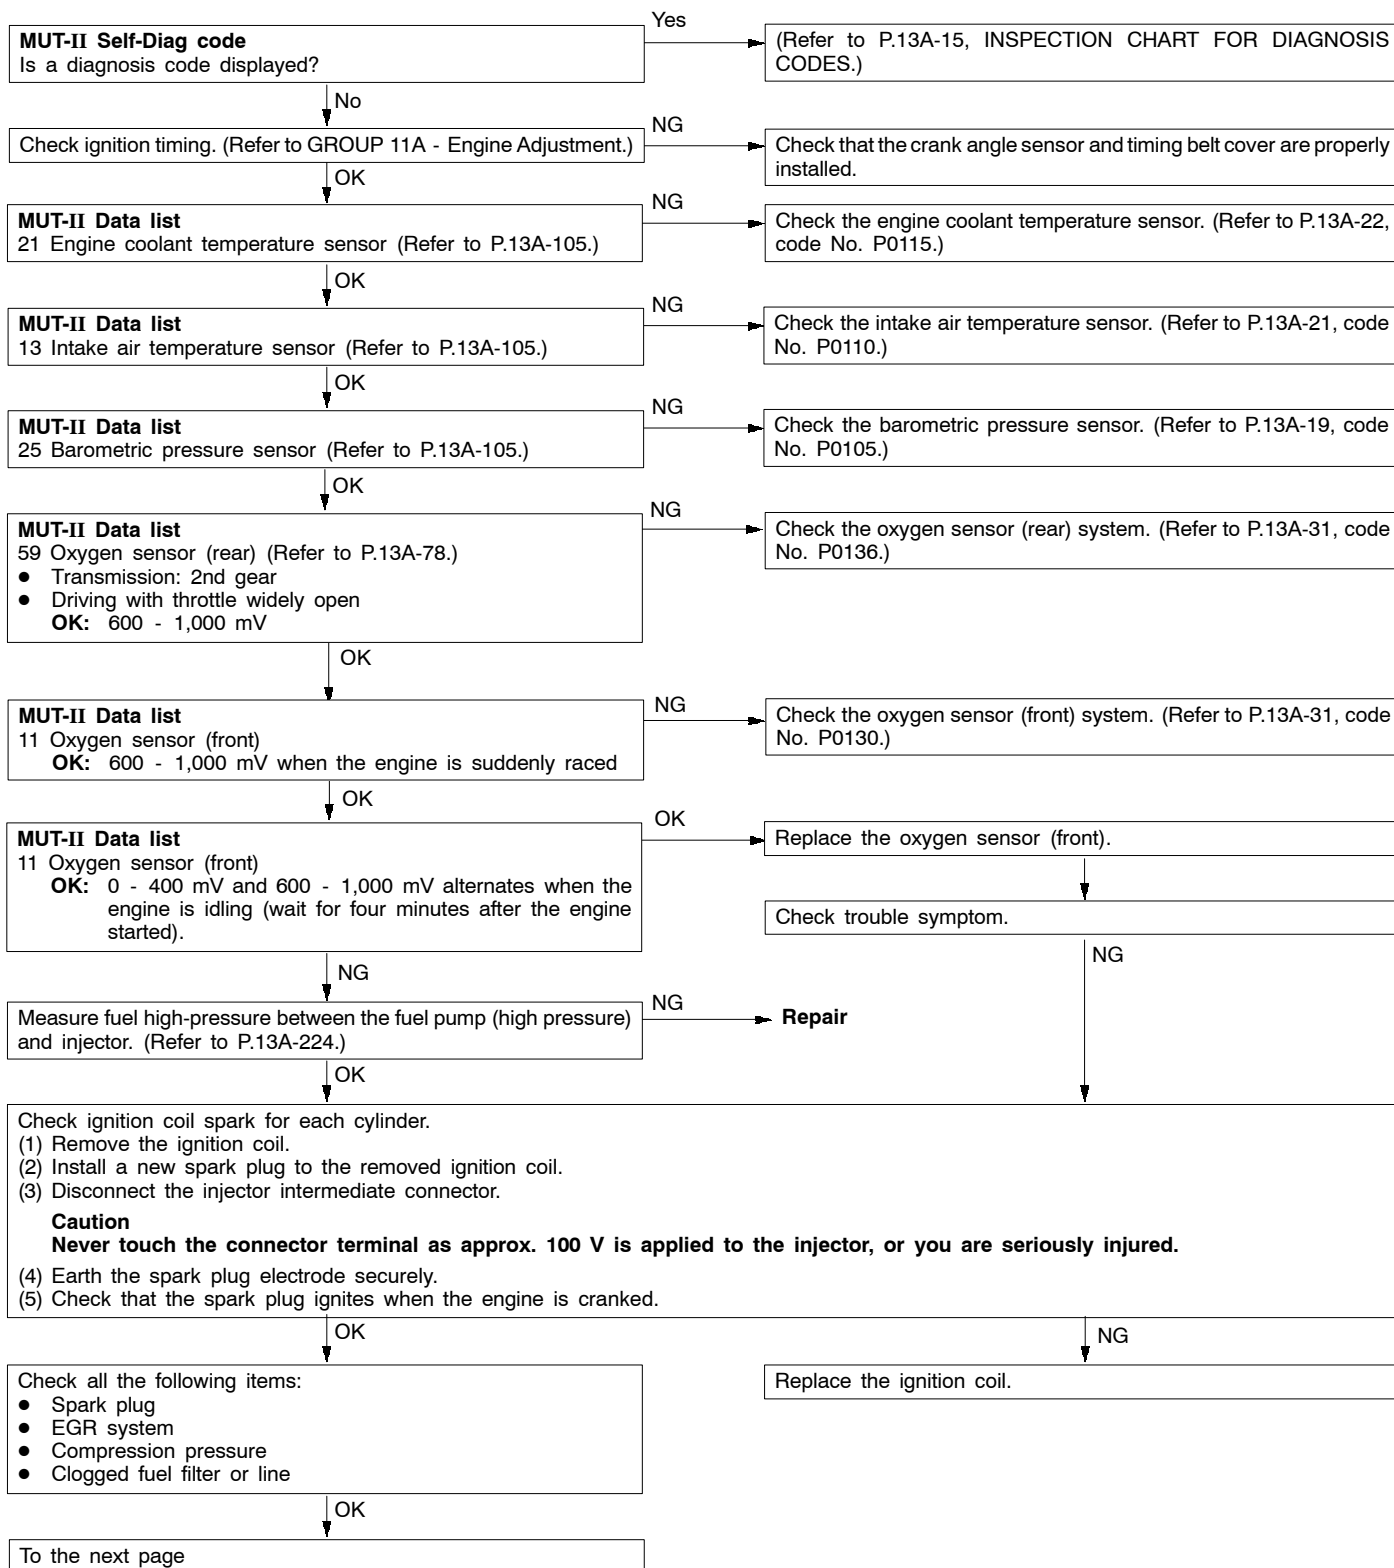 Yes
MUT-II Self-Diag code
Is a diagnosis code displayed?
(Refer to P.13A-15, INSPECTION CHART FOR DIAGNOSIS
CODES.)
No
Check ignition timing. (Refer to GROUP 11A - Engine Adjustment.)
NG
Check that the crank angle sensor and timing belt cover are properly
installed.
OK
MUT-II Data list
21 Engine coolant temperature sensor (Refer to P.13A-105.)
NG
Check the engine coolant temperature sensor. (Refer to P.13A-22,
code No. P0115.)
OK
MUT-II Data list
13 Intake air temperature sensor (Refer to P.13A-105.)
NG
Check the intake air temperature sensor. (Refer to P.13A-21, code
No. P0110.)
OK
MUT-II Data list
25 Barometric pressure sensor (Refer to P.13A-105.)
NG
Check the barometric pressure sensor. (Refer to P.13A-19, code
No. P0105.)
OK
MUT-II Data list
59 Oxygen sensor (rear) (Refer to P.13A-78.)
● Transmission: 2nd gear
● Driving with throttle widely open
OK: 600 - 1,000 mV
NG
Check the oxygen sensor (rear) system. (Refer to P.13A-31, code
No. P0136.)
OK
MUT-II Data list
11 Oxygen sensor (front)
OK: 600 - 1,000 mV when the engine is suddenly raced
NG
Check the oxygen sensor (front) system. (Refer to P.13A-31, code
No. P0130.)
OK
MUT-II Data list
11 Oxygen sensor (front)
OK: 0 - 400 mV and 600 - 1,000 mV alternates when the
engine is idling (wait for four minutes after the engine
started).
OK
Replace the oxygen sensor (front).
Check trouble symptom.
NG
NG
Measure fuel high-pressure between the fuel pump (high pressure)
and injector. (Refer to P.13A-224.)
NG
Repair
OK
Check ignition coil spark for each cylinder.
(1) Remove the ignition coil.
(2) Install a new spark plug to the removed ignition coil.
(3) Disconnect the injector intermediate connector.
Caution
Never touch the connector terminal as approx. 100 V is applied to the injector, or you are seriously injured.
(4) Earth the spark plug electrode securely.
(5) Check that the spark plug ignites when the engine is cranked.
OK
NG
Check all the following items:
● Spark plug
● EGR system
● Compression pressure
● Clogged fuel filter or line
Replace the ignition coil.
OK
To the next page